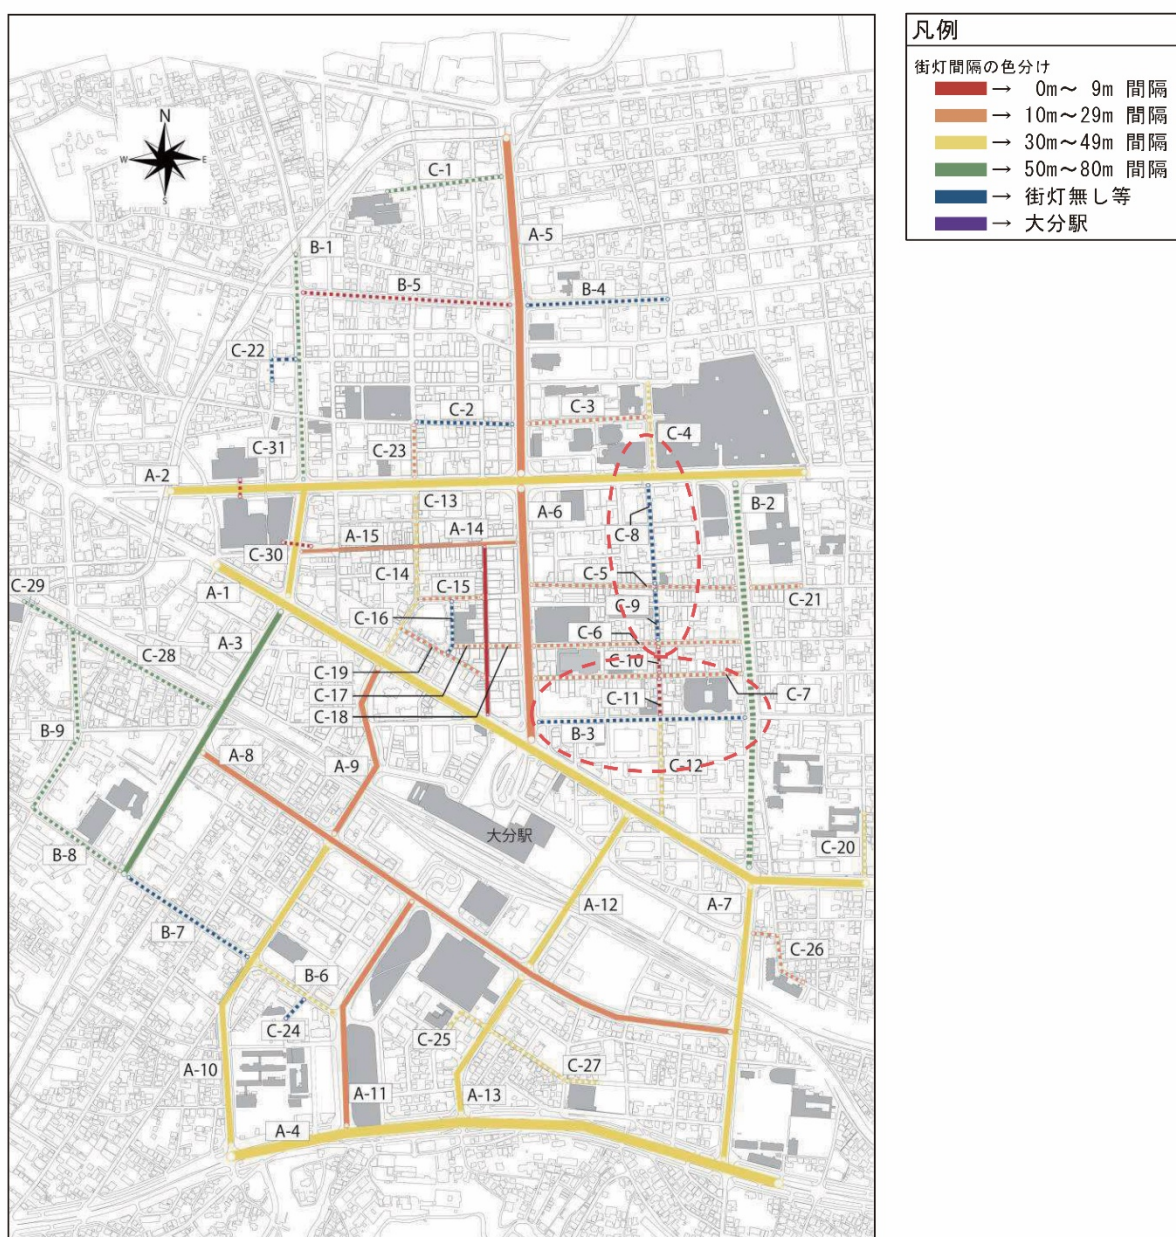 凡例
街灯間隔の色分け
→ 0m～ 9m 間隔
→ 10m～29m 間隔
→ 30m～49m 間隔
→ 50m～80m 間隔
→ 街灯無し等
→ 大分駅
N
W
E
S
C-1
A-5
B-1
B-5
B-4
C-22
C-2
C-3
C-4
C-31
C-23
A-2
C-13
A-6
B-2
C-8
A-15
A-14
C-30
C-14
C-5
C-29
A-1
C-15
C-21
C-16
C-9
C-6
A-3
C-28
C-19
C-10
C-17
C-7
C-11
C-18
B-9
B-3
A-8
A-9
C-12
大分駅
B-8
C-20
A-12
A-7
B-7
C-26
B-6
C-24
C-25
A-10
C-27
A-11
A-13
A-4